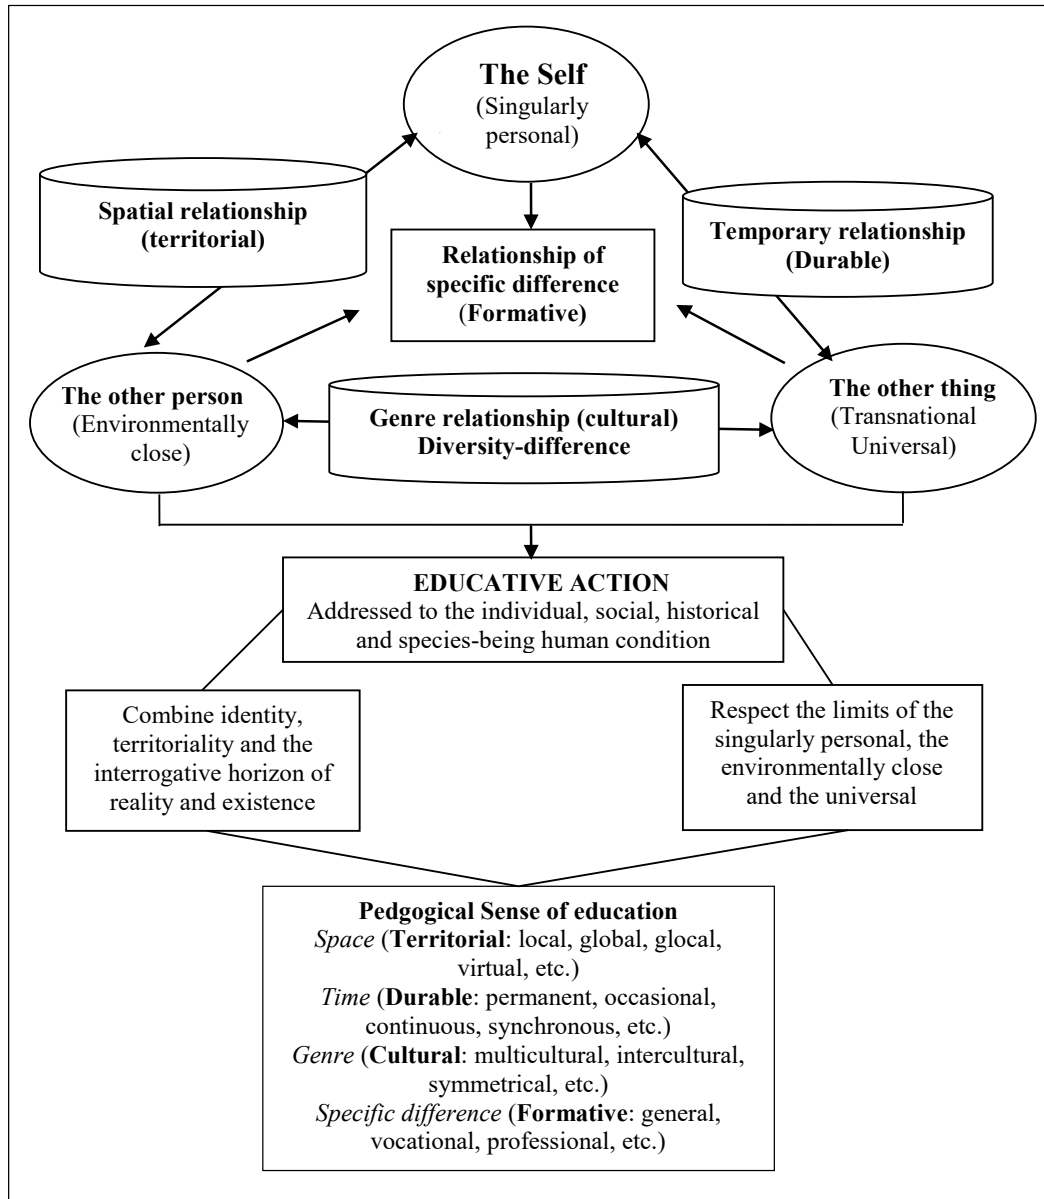 The Self
(Singularly
personal)
Spatial relationship
(territorial)
Temporary relationship
(Durable)
Relationship of
specific difference
(Formative)
The other person
(Environmentally
close)
Genre relationship (cultural)
Diversity-difference
The other thing
(Transnational
Universal)
EDUCATIVE ACTION
Addressed to the individual, social, historical
and species-being human condition
Combine identity,
territoriality and the
interrogative horizon of
reality and existence
Respect the limits of the
singularly personal, the
environmentally close
and the universal
Pedgogical Sense of education
Space (Territorial: local, global, glocal,
virtual, etc.)
Time (Durable: permanent, occasional,
continuous, synchronous, etc.)
Genre (Cultural: multicultural, intercultural,
symmetrical, etc.)
Specific difference (Formative: general,
vocational, professional, etc.)